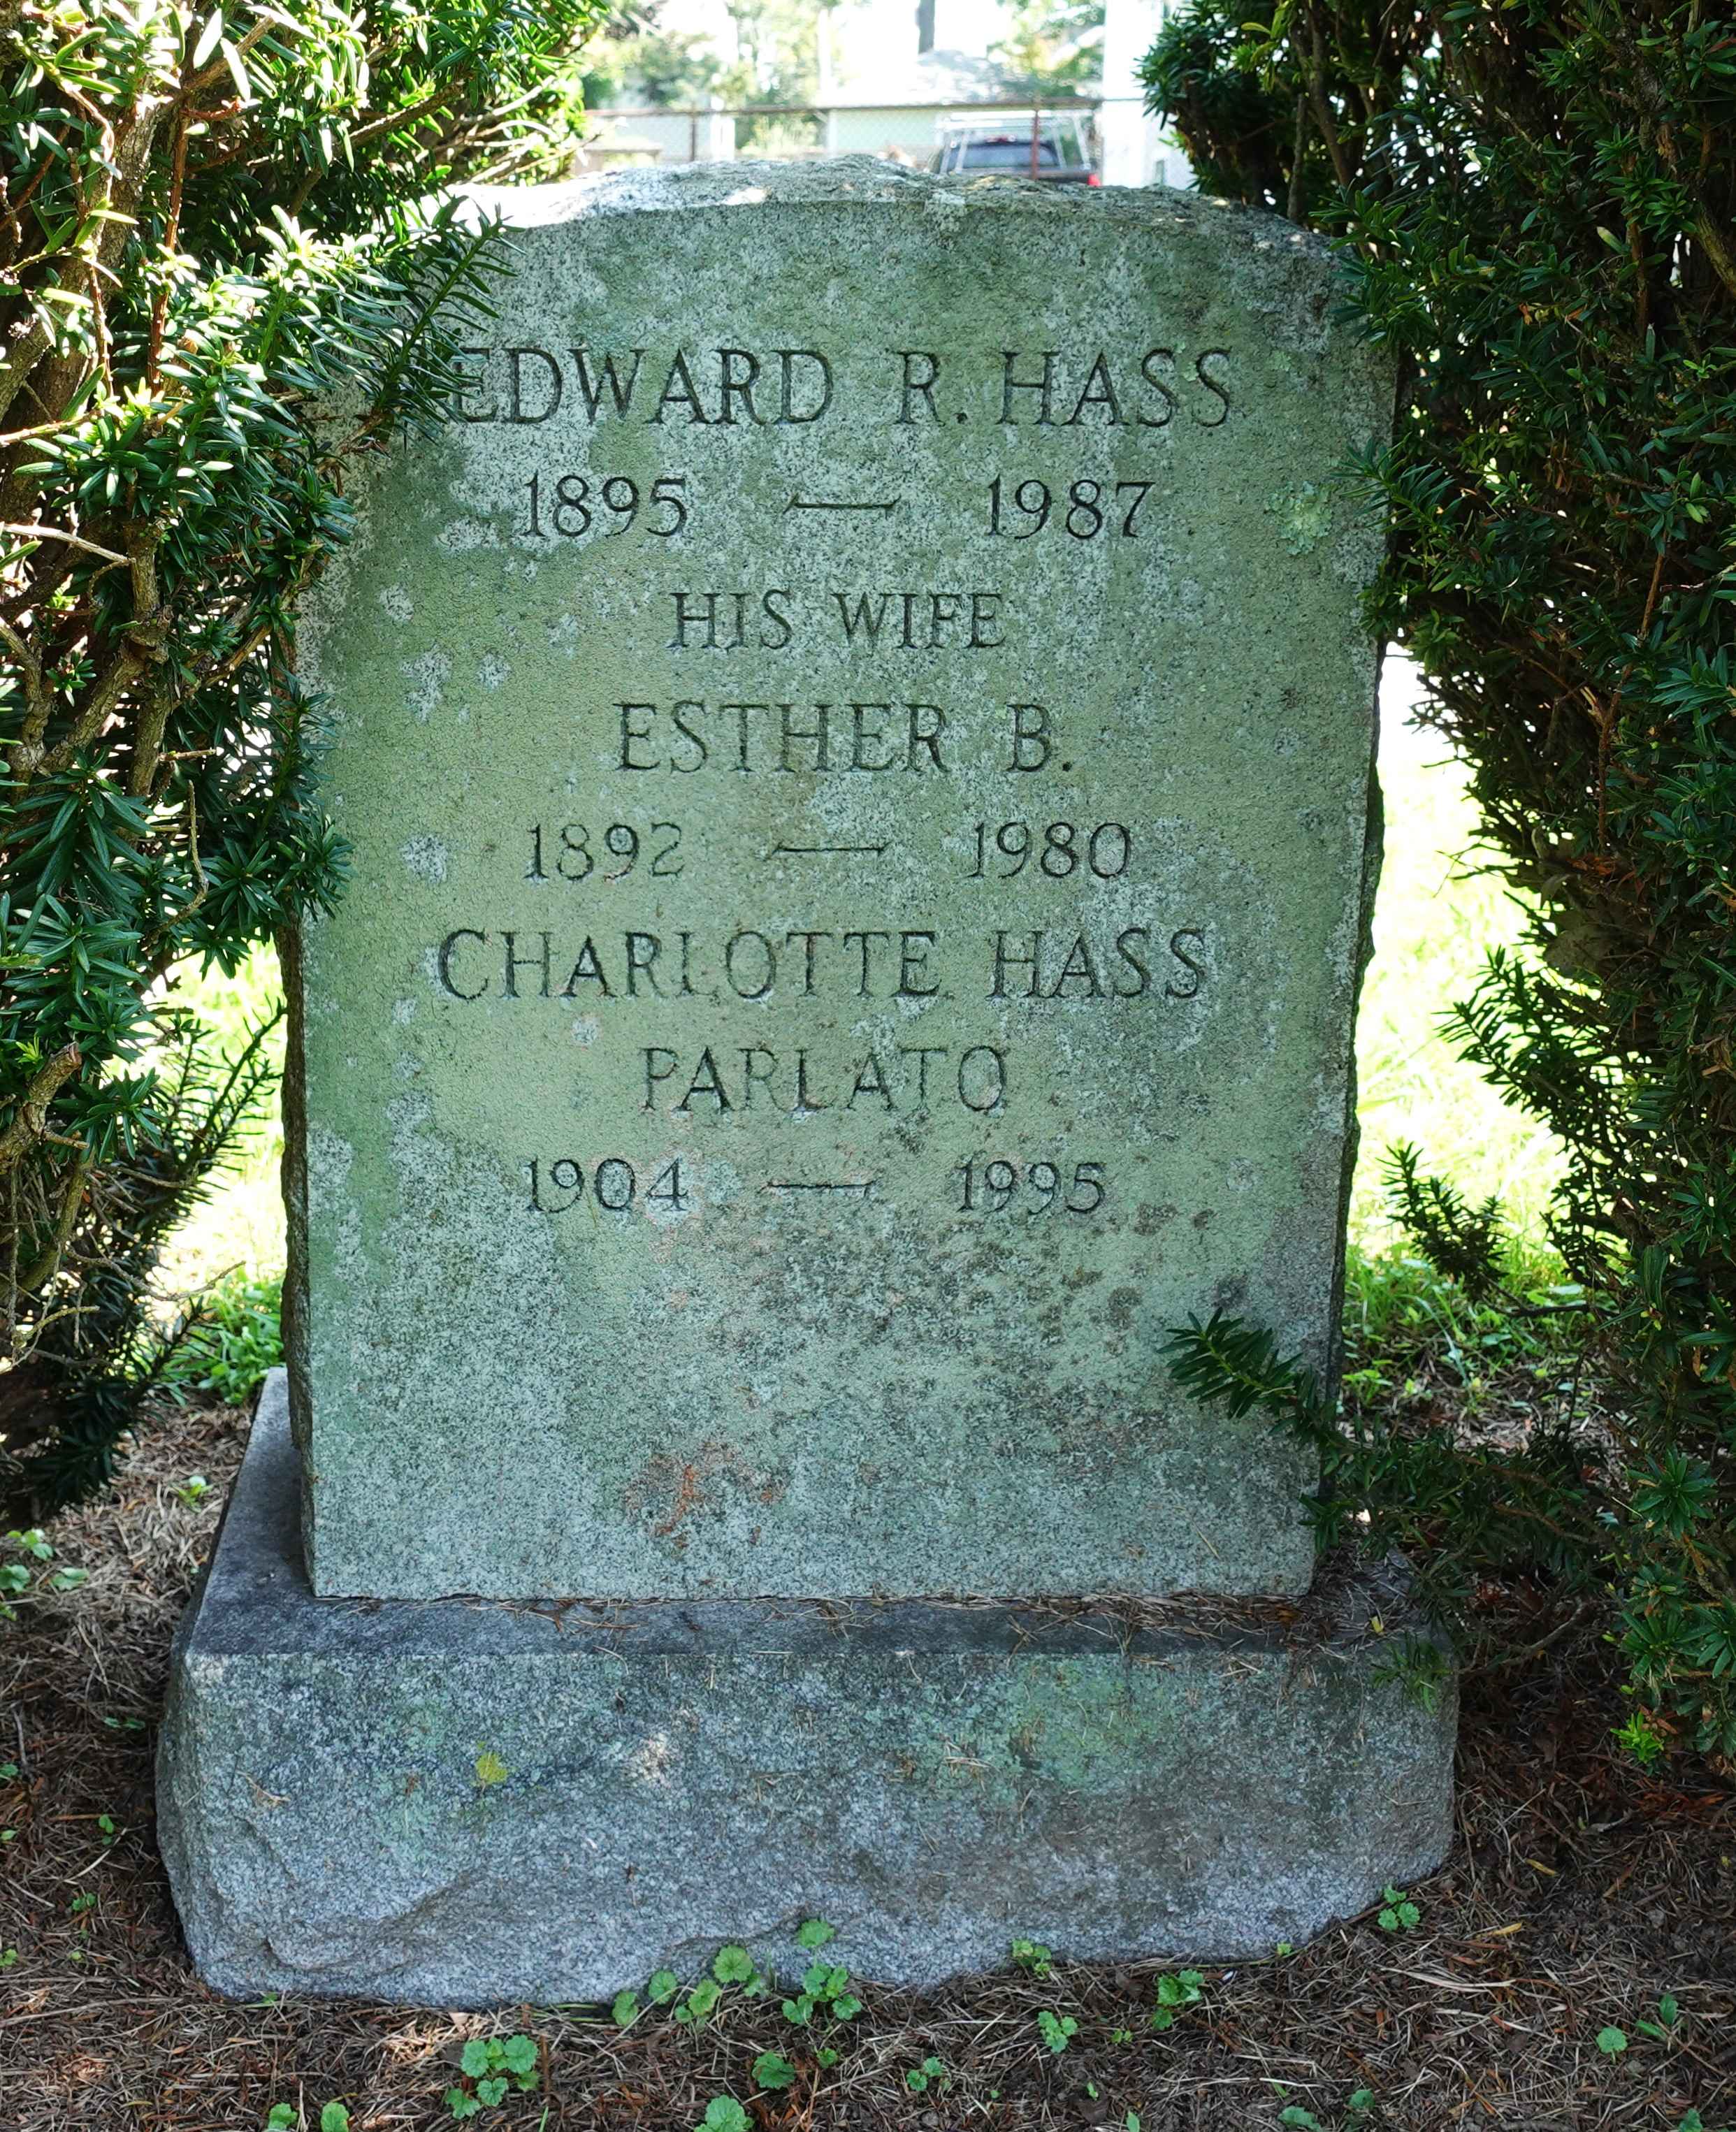 EDWARD R. HASS
1895 — 1987
HIS WIFE
ESTHER B.
1892 — 1980
CHARLOTTE HASS
PARLATO
1904 — 1995